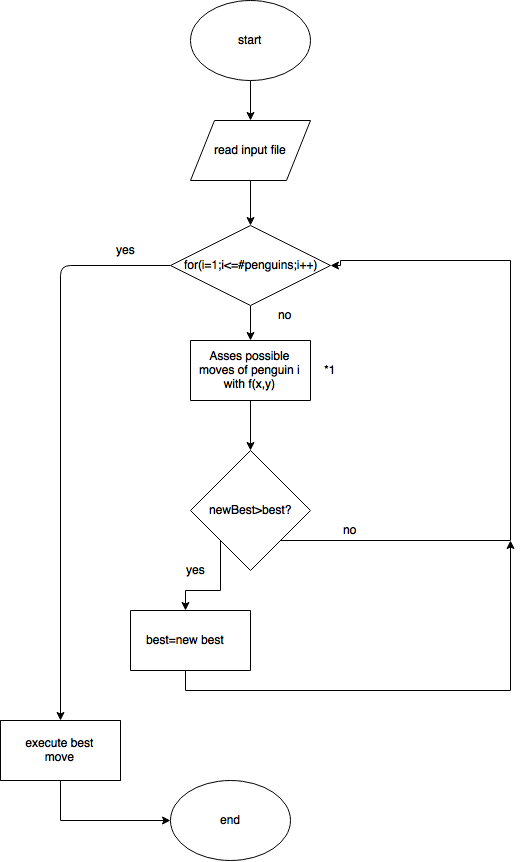 start
read input file
yes
for(i=1;i<=#penguins;i++)
no
Asses possible
moves of penguin i
with f(x,y)
*1
newBest>best?
no
yes
best=new best
execute best
move
end